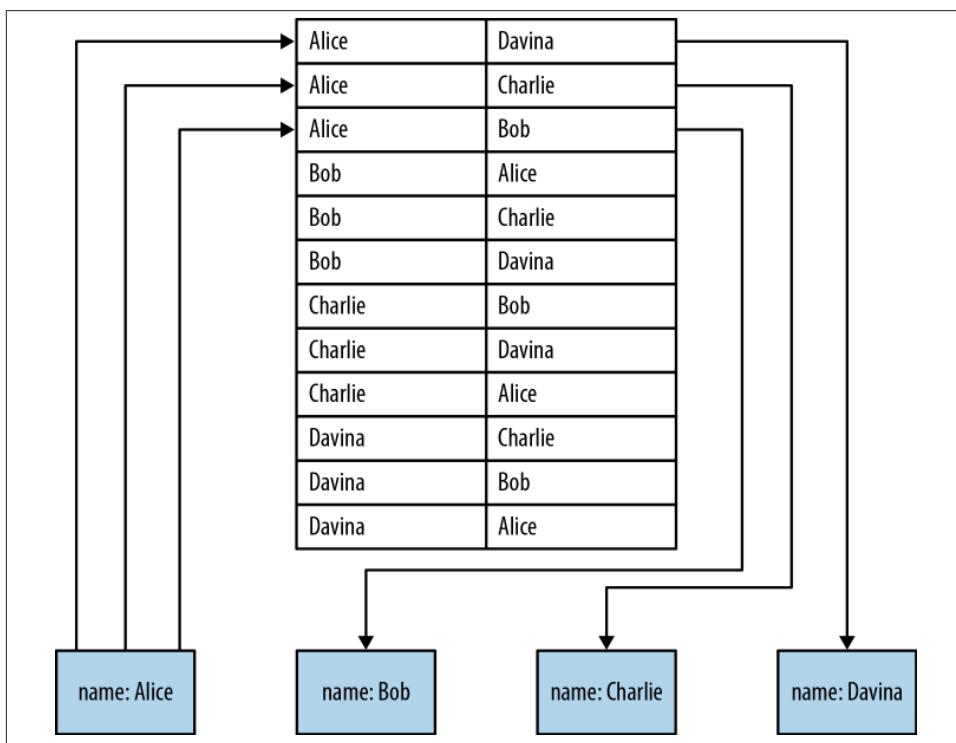 Alice Davina
Alice Charlie
Alice Bob
Bob Alice
Bob Charlie
Bob Davina
Charlie Bob
Charlie Davina
Charlie Alice
Davina Charlie
Davina Bob
Davina Alice
name: Alice name: Bob name: Charlie name: Davina